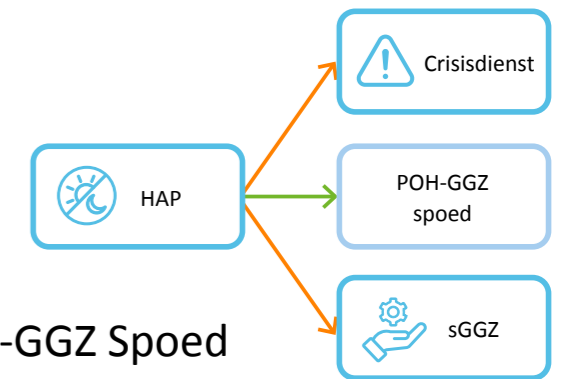 Crisisdienst
HAP
POH-GGZ
spoed
sGGZ
-GGZ Spoed